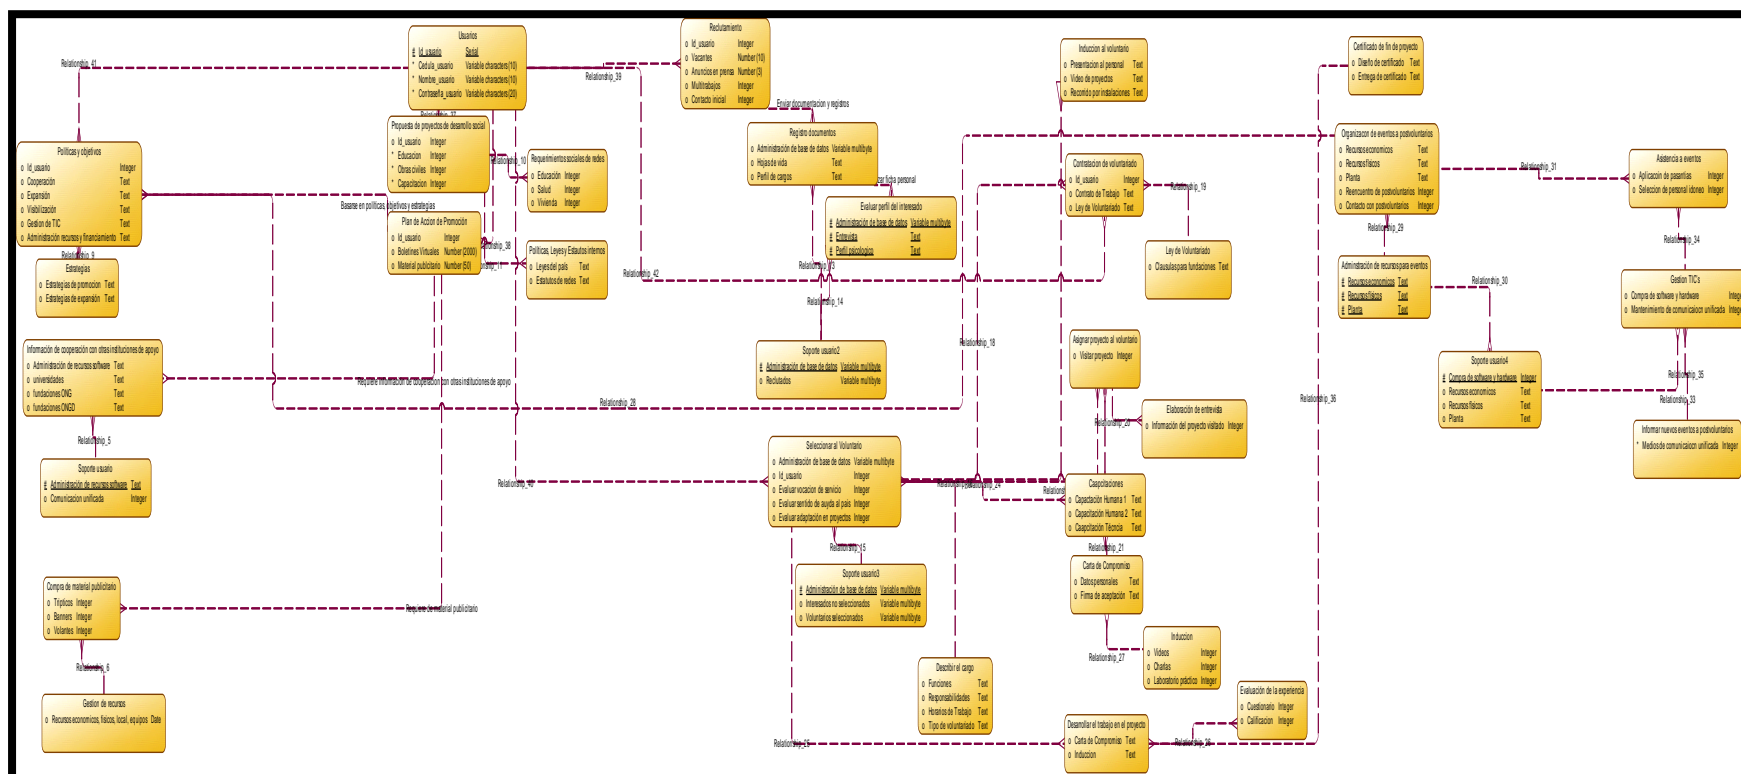 Usuarios
# Id_usuario Serial
* Cedula_usuario Variable characters (10)
* Nombre_usuario Variable characters (10)
* Contraseña_usuario Variable characters (20)
Reclutamiento
o Id_usuario Integer
o Vacantes Number (10)
o Anuncios en prensa Number (3)
o Multitrabajos Integer
o Contacto inicial Integer
Induccion al voluntario
o Presentacion al personal Text
o Video de proyectos Text
o Recorrido por instalaciones Text
Certificado de fin de proyecto
o Diseño de certificado Text
o Entrega de certificado Text
Relationship_41
Relationship_39
Enviar documentacion y registros
Propuesta de proyectos de desarollo social
o Id_usuario Integer
* Educacion Integer
* Obras civiles Integer
* Capacitacion Integer
Registro documentos
o Administración de base de datos Variable multibyte
o Hojas de vida Text
o Perfil de cargos Text
Organizacon de eventos a postvoluntarios
o Recursos economicos Text
o Recursos fisicos Text
o Planta Text
o Reencuentro de postvoluntarios Integer
o Contacto con postvoluntarios Integer
Politicas y objetivos
o Id_usuario Integer
o Cooperación Text
o Expansión Text
o Visibilización Text
o Gestion de TIC Text
o Administración recursos y financiamiento Text
Requerimientos sociales de redes
o Educación Integer
o Salud Integer
o Vivienda Integer
Contratacion de voluntariado
o Id_usuario Integer
o Contrato de Trabajo Text
o Ley de Voluntariado Text
Relationship_19
Relationship_31
Asistencia a eventos
o Aplicaccion de pasantias Integer
o Seleccion de personal idoneo Integer
ficha personal
Basarse en politicas, objetivos y estrategias
Evaluar perfil del interesado
# Administración de base de datos Variable multibyte
# Entrevista Text
# Perfil psicologico Text
Plan de Accion de Promoción
o Id_usuario Integer
o Boletines Virtuales Number (2000)
o Material publicitario Number (50)
Politicas, Leyes y Estautos internos
o Leyes del país Text
o Estatutos de redes Text
Ley de Voluntariado
o Clausulas para fundaciones Text
Relationship_29
Relationship_34
Relationship_9
Estrategias
o Estrategias de promocion Text
o Estrategias de expansión Text
Relationship_42
Relationship_14
Adminstración de recursos para eventos
# Recursos economicos Text
# Recursos fisicos Text
# Planta Text
Relationship_30
Gestion TIC's
o Compra de software y hardware
o Mantenimiento de comunicaiocn unificada
Información de cooperación con otras instituciones de apoyo
o Administración de recursos software Text
o universidades Text
o fundaciones ONG Text
o fundaciones ONGD Text
Soporte usuario2
# Administración de base de datos Variable multibyte
o Reclutados Variable multibyte
Relationship_18
Asignar proyecto al voluntario
o Visitar proyecto Integer
Soporte usuario4
# Compra de software y hardware Integer
o Recursos economicos Text
o Recursos fisicos Text
o Planta Text
Relationship_35
Relationship_33
Relationship_36
Requiere informacion de cooperacion con otras instituciones de apoyo
Relationship_28
Elaboración de entrevista
o Información del proyecto visitado Integer
Relationship_20
Informar nuevos eventos a postvoluntarios
* Medios de comunicaiocn unificada Integer
Relationship_5
Soporte usuario
# Administración de recursos software Text
o Comunicacion unificada Integer
Seleccionar al Voluntario
o Administración de base de datos Variable multibyte
o Id_usuario Integer
o Evaluar vocacion de servicio Integer
o Evaluar sentido de auyda al pais Integer
o Evaluar adaptación en proyectos Integer
Caapcitaciones
o Capactación Humana 1 Text
o Capacitación Humana 2 Text
o Caapcitación Técncia Text
Relationship_15
Relationship_21
Soporte usuario3
# Administración de base de datos Variable multibyte
o Interesados no seleccionados Variable multibyte
o Voluntarios seleccionados Variable multibyte
Carta de Compromiso
o Datos personales Text
o Firma de aceptación Text
Compra de material publicitario
o Tripticos Integer
o Banners Integer
o Volantes Integer
Requiere de material publicitario
Relationship_27
Induccion
o Videos Integer
o Charlas Integer
o Laboratorio práctico Integer
Relationship_6
Describir el cargo
o Funciones Text
o Responsabilidades Text
o Horarios de Trabajo Text
o Tipo de voluntariado Text
Gestion de recursos
o Recursos economicos, fisicos, local, equipos Date
Evaluación de la experiencia
o Cuestionario Integer
o Calificacion Integer
Desarrollar el trabajo en el proyecto
o Carta de Compromiso Text
o Induccion Text
Relationship_25
Relationship_26